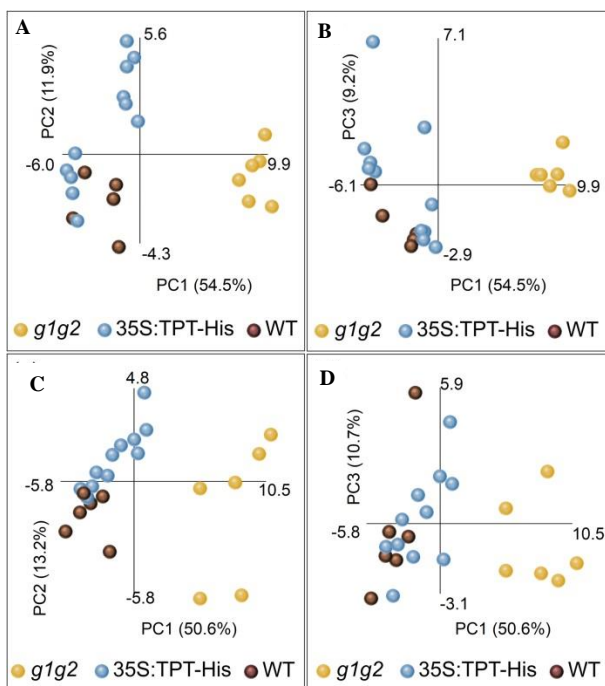 A
5.6
PC2 (11.9%)
-6.0
9.9
-4.3
PC1 (54.5%)
g1g2 35S:TPT-His WT
B
7.1
PC3 (9.2%)
-6.1
9.9
-2.9
PC1 (54.5%)
g1g2 35S:TPT-His WT
C
4.8
-5.8
10.5
PC2 (13.2%)
-5.8
PC1 (50.6%)
g1g2 35S:TPT-His WT
D
5.9
PC3 (10.7%)
-5.8
10.5
-3.1
PC1 (50.6%)
g1g2 35S:TPT-His WT